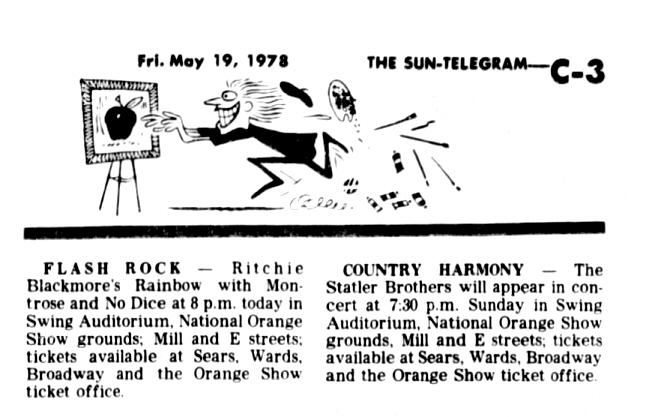 Fri. May 19, 1978
THE SUN-TELEGRAM—C-3
FLASH ROCK — Ritchie
Blackmore's Rainbow with Mon-
trose and No Dice at 8 p.m. today in
Swing Auditorium, National Orange
Show grounds; Mill and E streets;
tickets available at Sears, Wards,
Broadway and the Orange Show
ticket office.
COUNTRY HARMONY — The
Statler Brothers will appear in con-
cert at 7:30 p.m. Sunday in Swing
Auditorium, National Orange Show
grounds, Mill and E streets; tickets
available at Sears, Wards, Broadway
and the Orange Show ticket office.